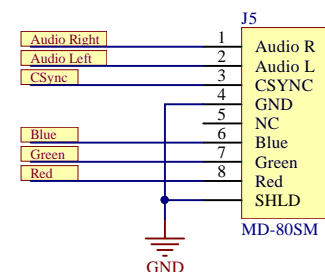 J5
Audio Right 1 Audio R
Audio Left 2 Audio L
CSync 3 CSYNC
4 GND
5 NC
Blue 6 Blue
Green 7 Green
Red 8 Red
SHLD
MD-80SM
GND